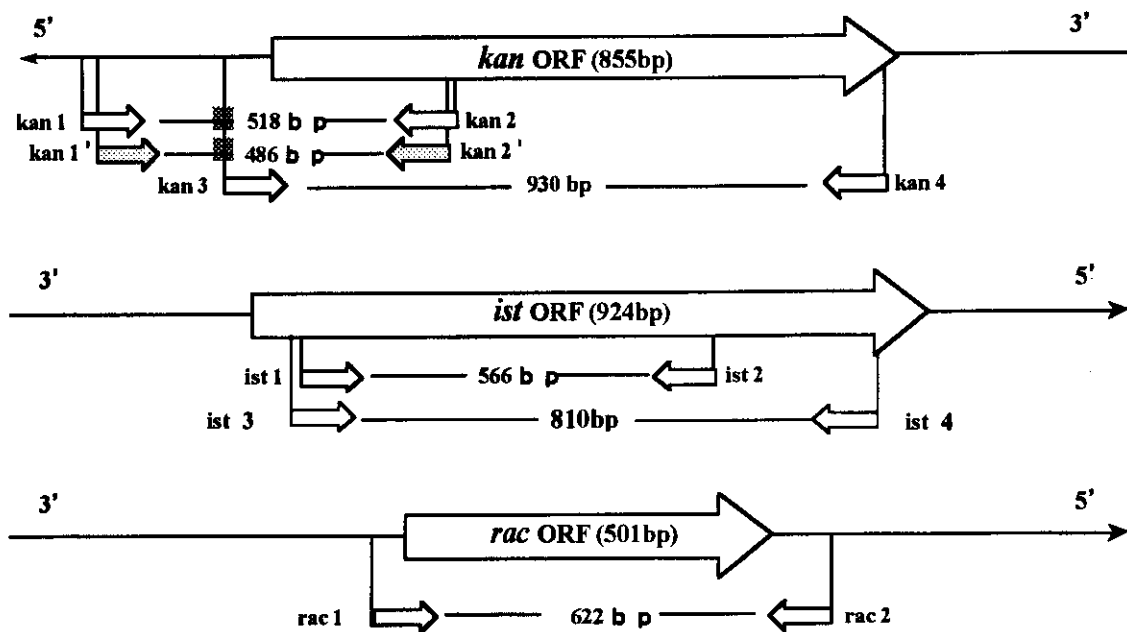 5'
3'
kan ORF (855bp)
kan 1
518 b p
kan 2
kan 1'
486 b p
kan 2'
kan 3
930 bp
kan 4
3'
5'
ist ORF (924bp)
ist 1
566 b p
ist 2
ist 3
810bp
ist 4
3'
5'
rac ORF (501bp)
rac 1
622 b p
rac 2